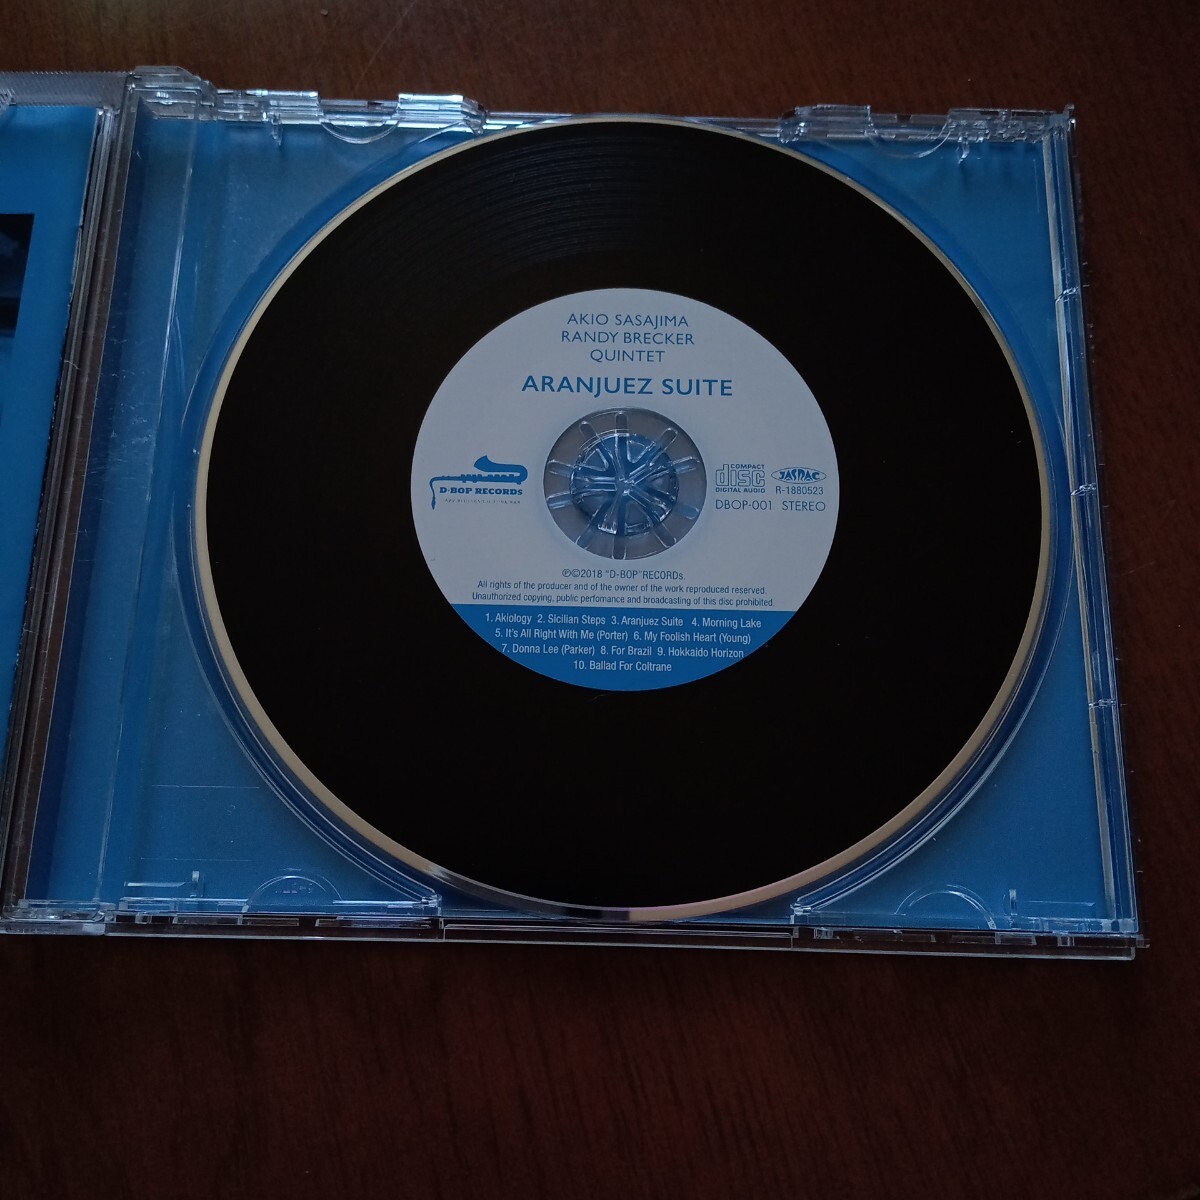 AKIO SASAJIMA
RANDY BRECKER
QUINTET
ARANJUEZ SUITE
D-BOP RECORDS
COMPACT
disc
DIGITAL AUDIO
JASRAC
R-1880523
DBOP-001 STEREO
℗©2018 "D-BOP"RECORDs.
All rights of the producer and of the owner of the work reproduced reserved.
Unauthorized copying, public perfomance and broadcasting of this disc prohibited.
1. Akiology 2. Sicilian Steps 3. Aranjuez Suite 4. Morning Lake
5. It's All Right With Me (Porter) 6. My Foolish Heart (Young)
7. Donna Lee (Parker) 8. For Brazil 9. Hokkaido Horizon
10. Ballad For Coltrane